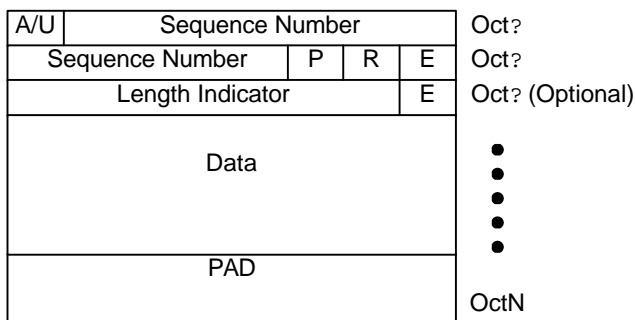 A/U Sequence Number Oct?
Sequence Number P R E Oct?
Length Indicator E Oct? (Optional)
Data
PAD
OctN